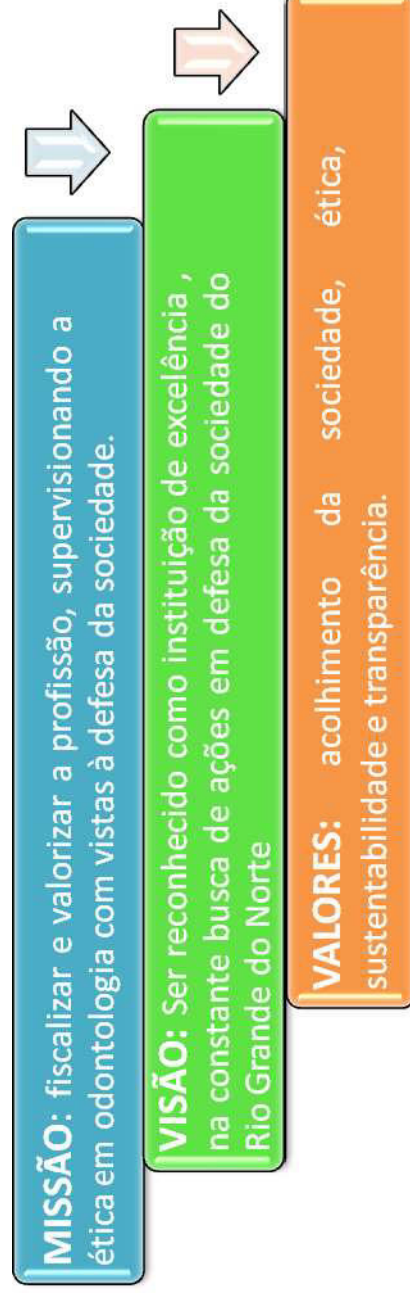 MISSÃO: fiscalizar e valorizar a profissão, supervisionando a
ética em odontologia com vistas à defesa da sociedade.
VISÃO: Ser reconhecido como instituição de excelência ,
na constante busca de ações em defesa da sociedade do
Rio Grande do Norte
VALORES: acolhimento da sociedade, ética,
sustentabilidade e transparência.